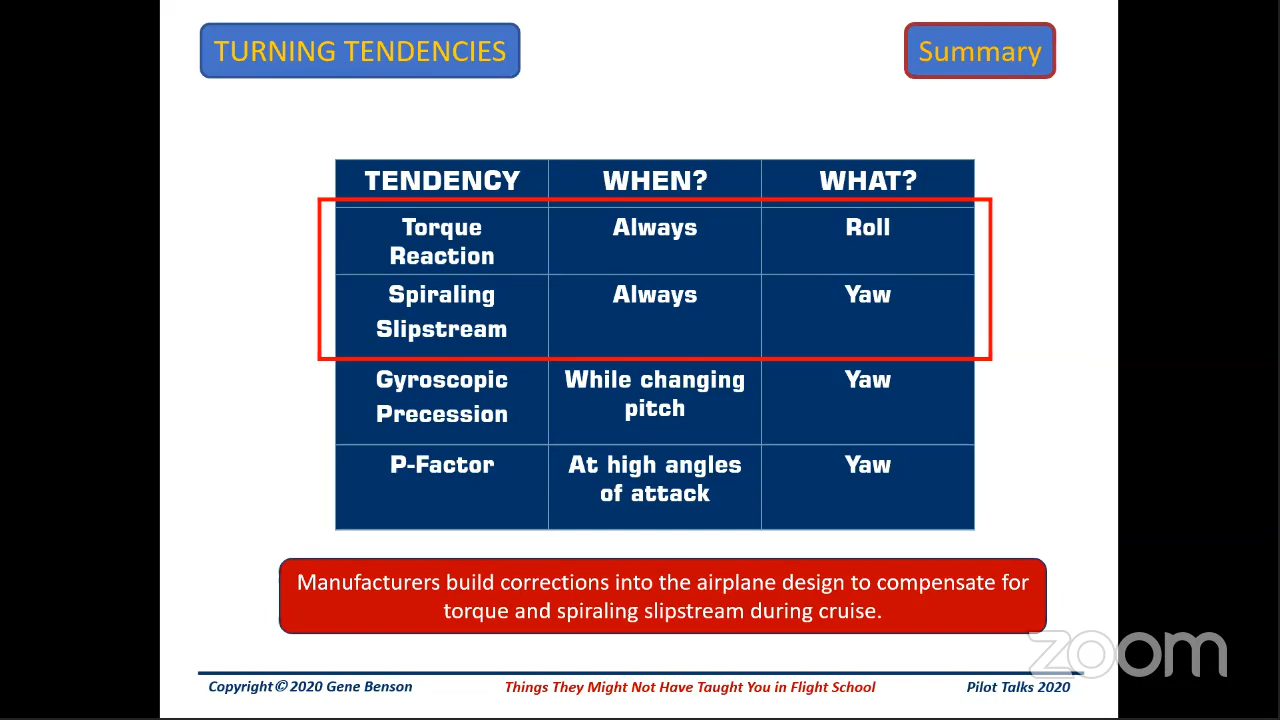 TURNING TENDENCIES
Summary
TENDENCY WHEN? WHAT?
Torque Always Roll
Reaction
Spiraling Always Yaw
Slipstream
Gyroscopic While changing Yaw
Precession pitch
P-Factor At high angles Yaw
of attack
Manufacturers build corrections into the airplane design to compensate for
torque and spiraling slipstream during cruise.
zoom
Copyright © 2020 Gene Benson Things They Might Not Have Taught You in Flight School Pilot Talks 2020